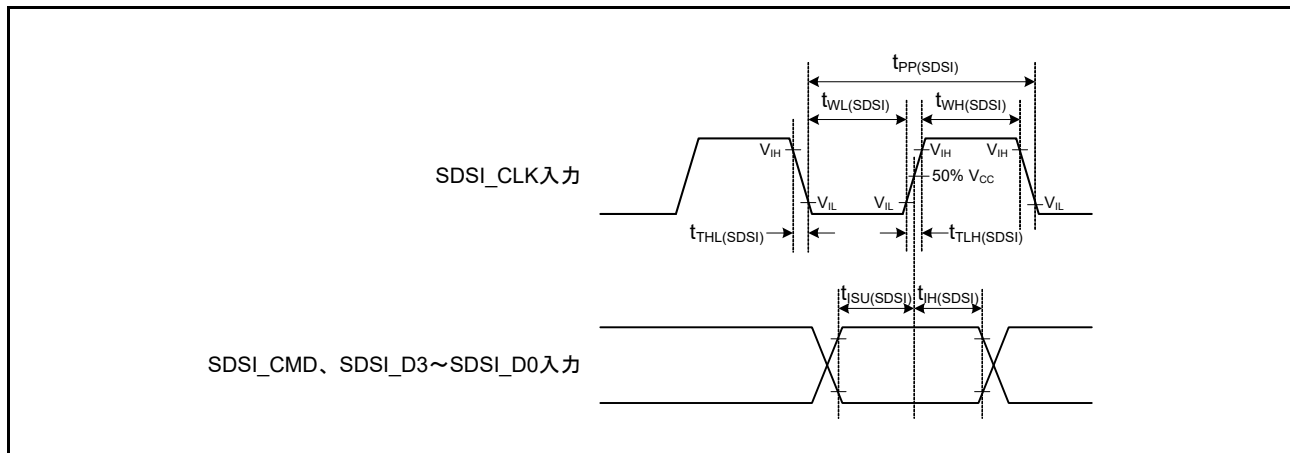 tPP(SDSI)
tWL(SDSI)
tWH(SDSI)
VIH
VIH
VIH
SDSI_CLK入力
50% VCC
VIL
VIL
VIL
tTHL(SDSI)
tTLH(SDSI)
tISU(SDSI)
tIH(SDSI)
SDSI_CMD、SDSI_D3～SDSI_D0入力